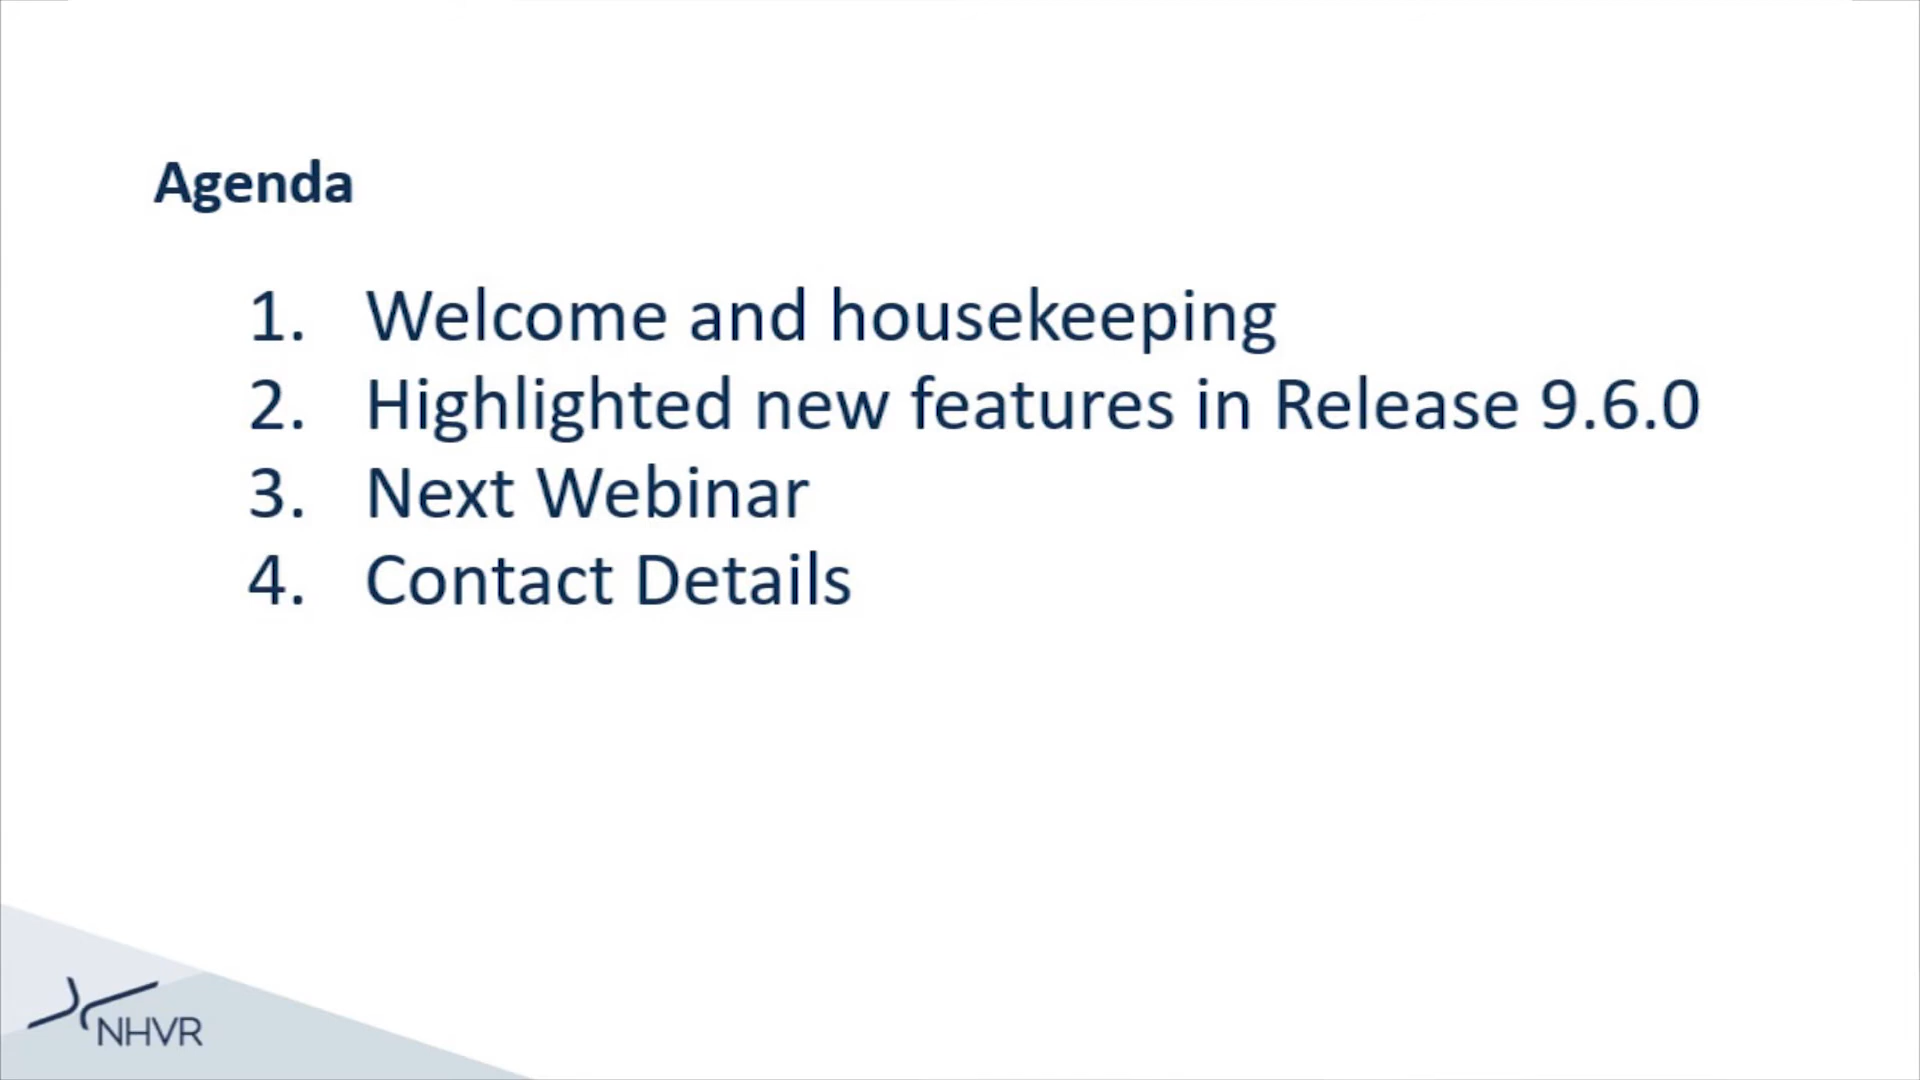 Agenda
1. Welcome and housekeeping
2. Highlighted new features in Release 9.6.0
3. Next Webinar
4. Contact Details
NHVR